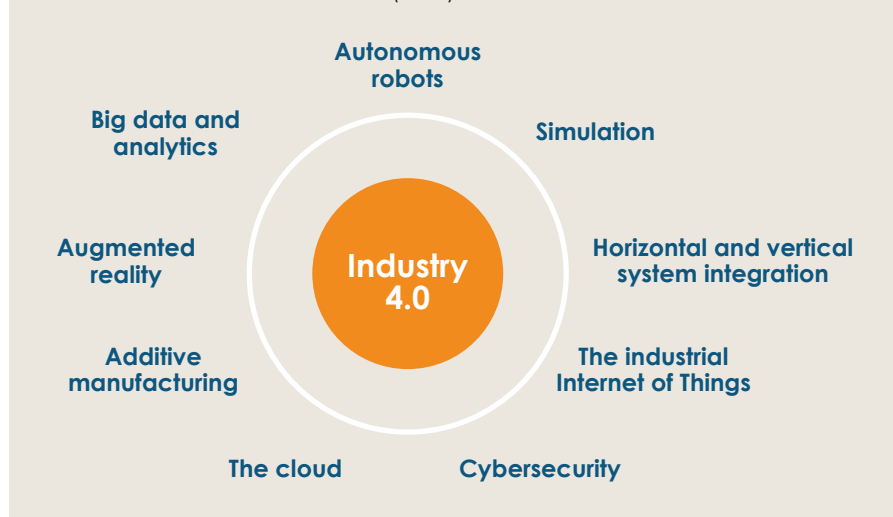 Autonomous
robots
Simulation
Horizontal and vertical
system integration
The industrial
Internet of Things
Cybersecurity
The cloud
Additive
manufacturing
Augmented
reality
Big data and
analytics
Industry
4.0